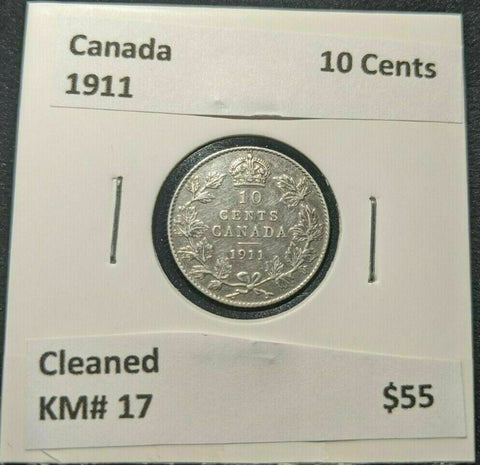 Canada 10 Cents
1911
10
CENTS
CANADA
1911
Cleaned
KM# 17 $55